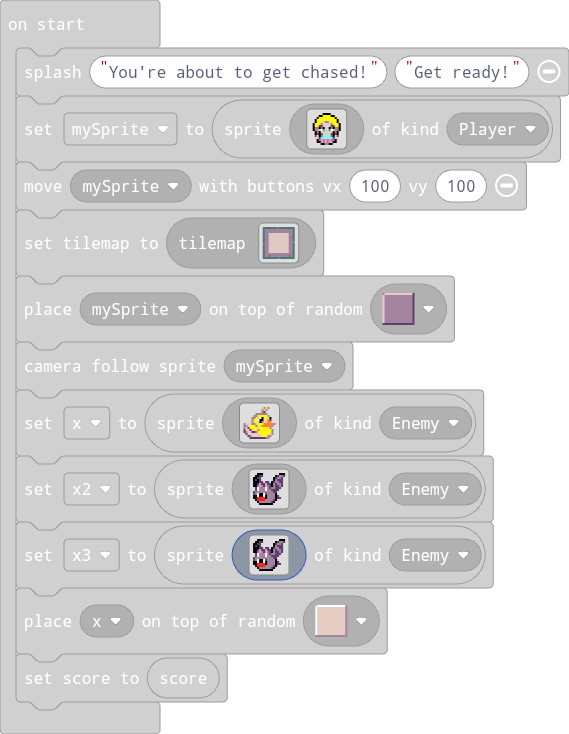 on start
splash "You're about to get chased!" "Get ready!"
set mySprite to sprite of kind Player
move mySprite with buttons vx 100 vy 100
set tilemap to tilemap
place mySprite on top of random
camera follow sprite mySprite
set x to sprite of kind Enemy
set x2 to sprite of kind Enemy
set x3 to sprite of kind Enemy
place x on top of random
set score to score